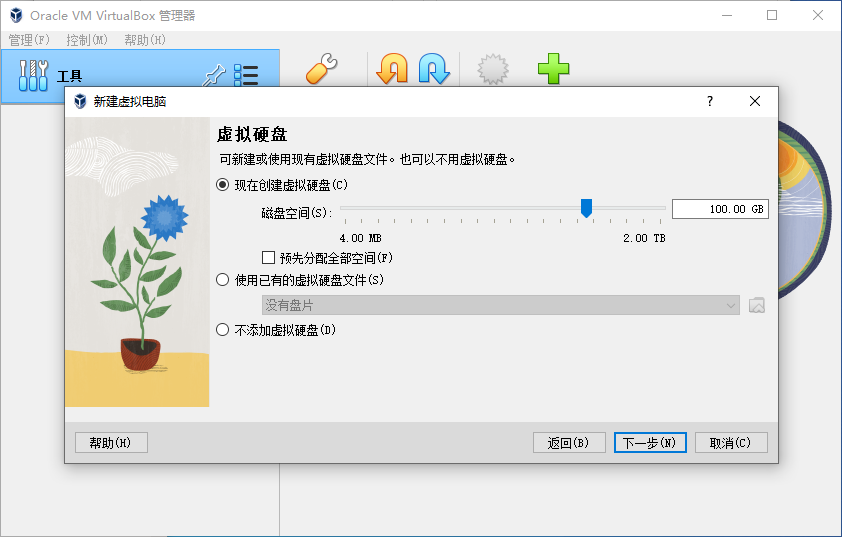 Oracle VM VirtualBox 管理器
管理(F) 控制(M) 帮助(H)
工具
新建虚拟电脑
?
虚拟硬盘
可新建或使用现有虚拟硬盘文件。也可以不用虚拟硬盘。
现在创建虚拟硬盘(C)
磁盘空间(S):
100.00 GB
4.00 MB 2.00 TB
预先分配全部空间(F)
使用已有的虚拟硬盘文件(S)
没有盘片
不添加虚拟硬盘(D)
帮助(H) 返回(B) 下一步(N) 取消(C)